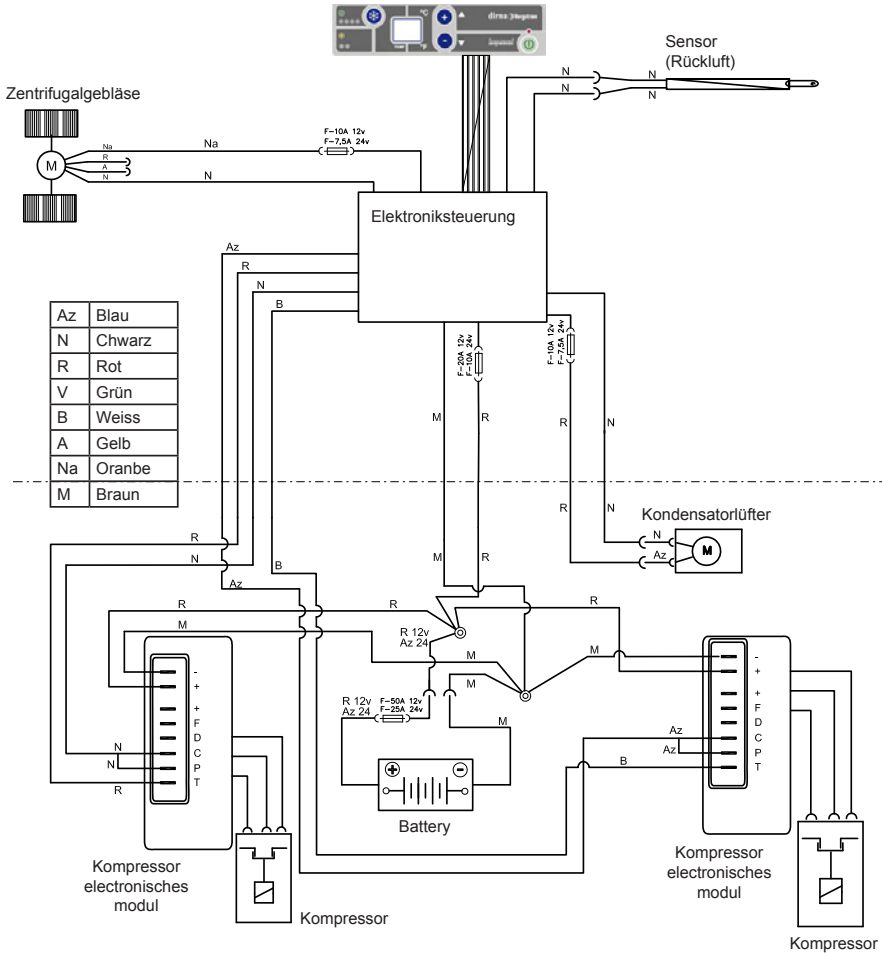 °C
°F
dirna
Sensor
(Rückluft)
Zentrifugalgebläse
N
N
N
N
Na
R
A
N
M
Na
N
F-10A 12v
F-7,5A 24v
Elektroniksteuerung
Az
R
N
B
Az Blau
N Chwarz
R Rot
V Grün
B Weiss
A Gelb
Na Oranbe
M Braun
F-20A 12v
F-10A 24v
F-10A 12v
F-7,5A 24v
M
R
R
N
R
N
Kondensatorlüfter
N
Az
M
R
N
B
Az
M
R
R
M
R
R
R 12v
Az 24
M
M
M
R 12v
Az 24
F-50A 12v
F-25A 24v
M
-
+
+
F
D
C
P
T
N
N
R
-
+
+
F
D
C
P
T
Az
Az
B
+
-
Battery
Kompressor
electronisches
modul
Kompressor
Kompressor
electronisches
modul
Kompressor